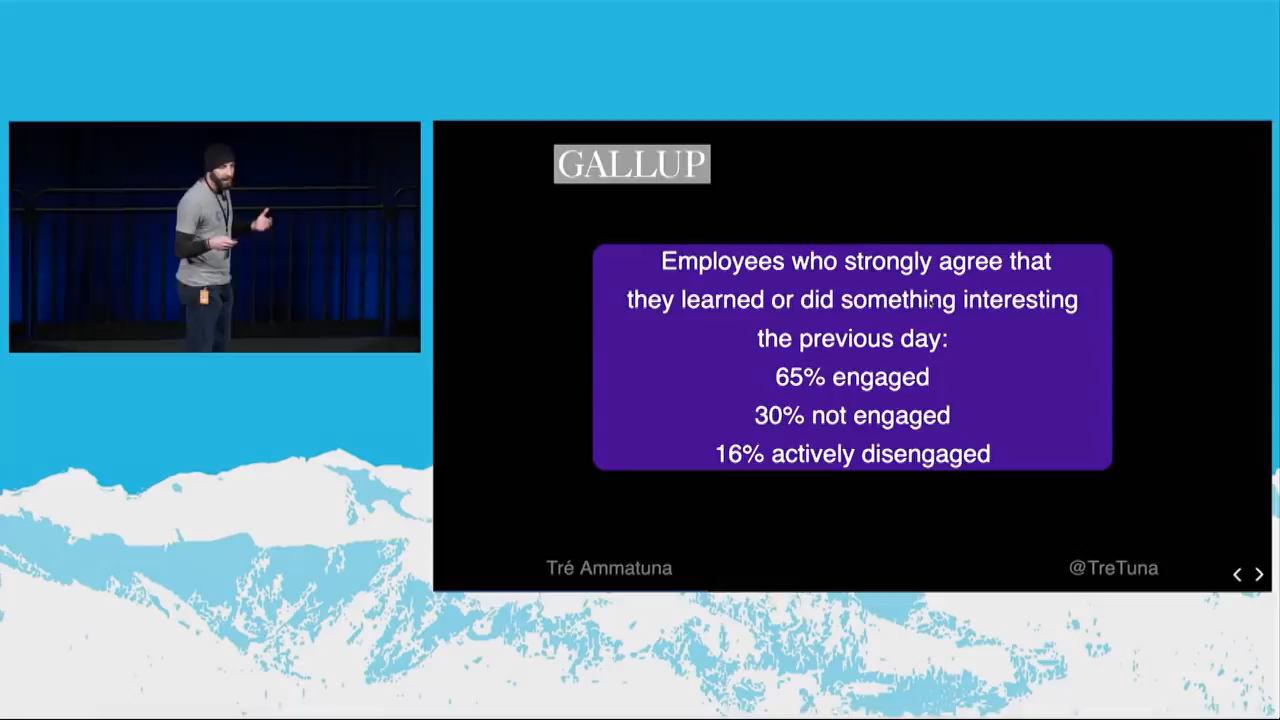 GALLUP
Employees who strongly agree that
they learned or did something interesting
the previous day:
65% engaged
30% not engaged
16% actively disengaged
Tré Ammatuna
@TreTuna